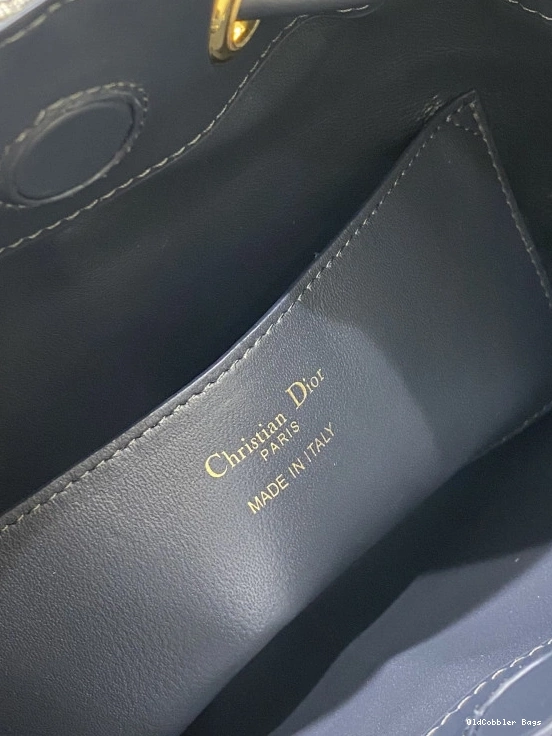 Christian Dior
PARIS
MADE IN ITALY
OldCobbler Bags